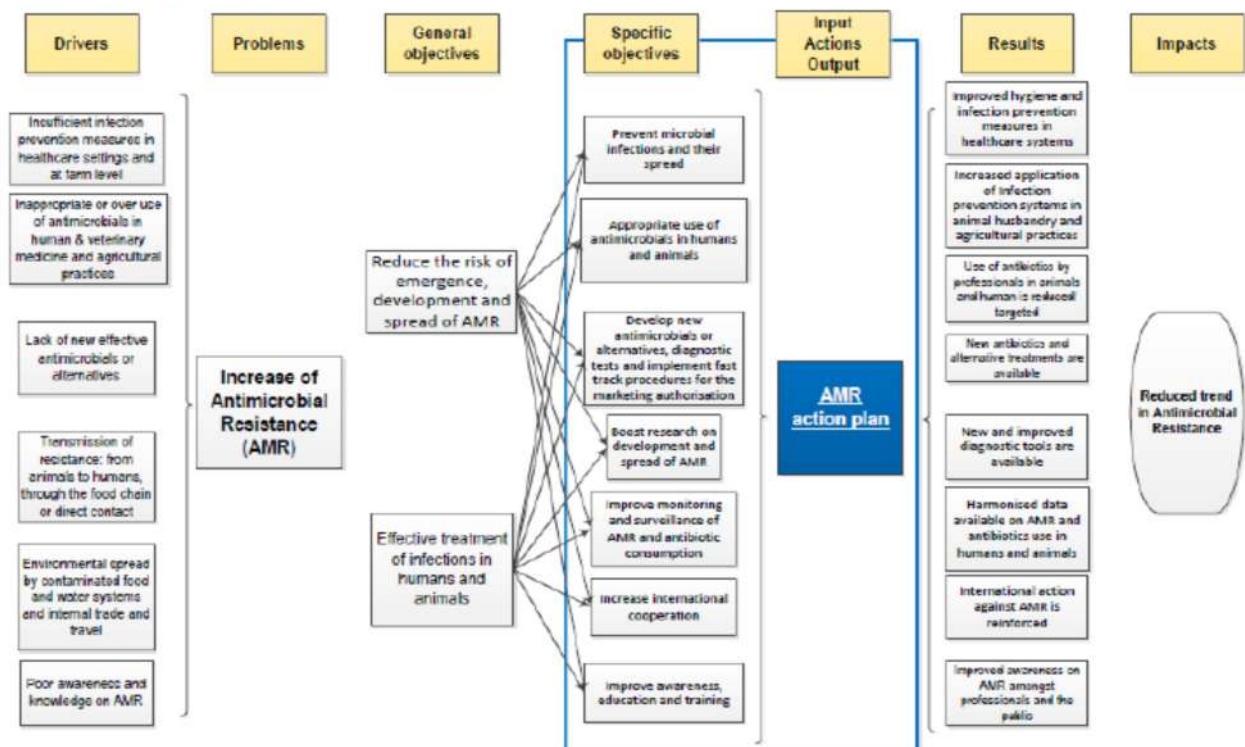 Drivers
Problems
General
objectives
Specific
objectives
Input
Actions
Output
Results
Impacts
Insufficient infection
prevention measures in
healthcare settings and
at farm level
Inappropriate or over use
of antimicrobials in
human & veterinary
medicine and agricultural
practices
Lack of new effective
antimicrobials or
alternatives
Transmission of
resistance: from
animals to humans,
through the food chain
or direct contact
Environmental spread
by contaminated food
and water systems
and internal trade and
travel
Poor awareness and
knowledge on AMR
Increase of
Antimicrobial
Resistance
(AMR)
Reduce the risk of
emergence,
development and
spread of AMR
Effective treatment
of infections in
humans and
animals
Prevent microbial
infections and their
spread
Appropriate use of
antimicrobials in humans
and animals
Develop new
antimicrobials or
alternatives, diagnostic
tests and implement fast
track procedures for the
marketing authorisation
Boost research on
development and
spread of AMR
Improve monitoring
and surveillance of
AMR and antibiotic
consumption
Increase international
cooperation
Improve awareness,
education and training
AMR
action plan
Improved hygiene and
infection prevention
measures in
healthcare systems
Increased application
of Infection
prevention systems in
animal husbandry and
agricultural practices
Use of antibiotics by
professionals in animals
and human is reduced/
targeted
New antibiotics and
alternative treatments are
available
New and improved
diagnostic tools are
available
Harmonised data
available on AMR and
antibiotics use in
humans and animals
International action
against AMR is
reinforced
Improved awareness on
AMR amongst
professionals and the
public
Reduced trend
in Antimicrobial
Resistance